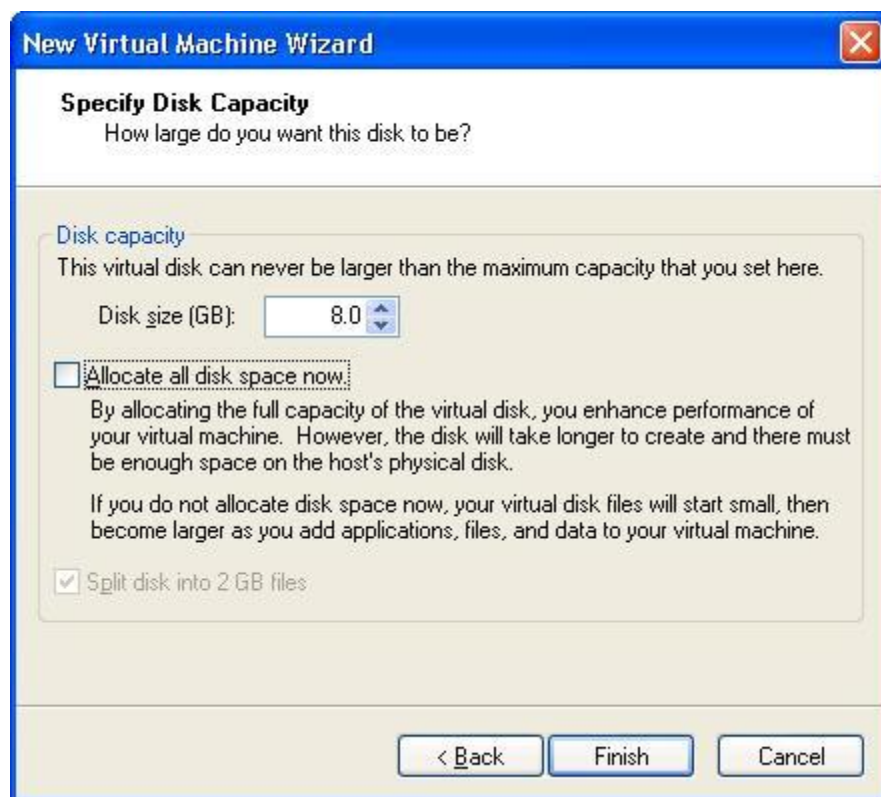 New Virtual Machine Wizard
Specify Disk Capacity
How large do you want this disk to be?
Disk capacity
This virtual disk can never be larger than the maximum capacity that you set here.
Disk size (GB): 8.0
Allocate all disk space now.
By allocating the full capacity of the virtual disk, you enhance performance of
your virtual machine. However, the disk will take longer to create and there must
be enough space on the host's physical disk.
If you do not allocate disk space now, your virtual disk files will start small, then
become larger as you add applications, files, and data to your virtual machine.
Split disk into 2 GB files
< Back Finish Cancel